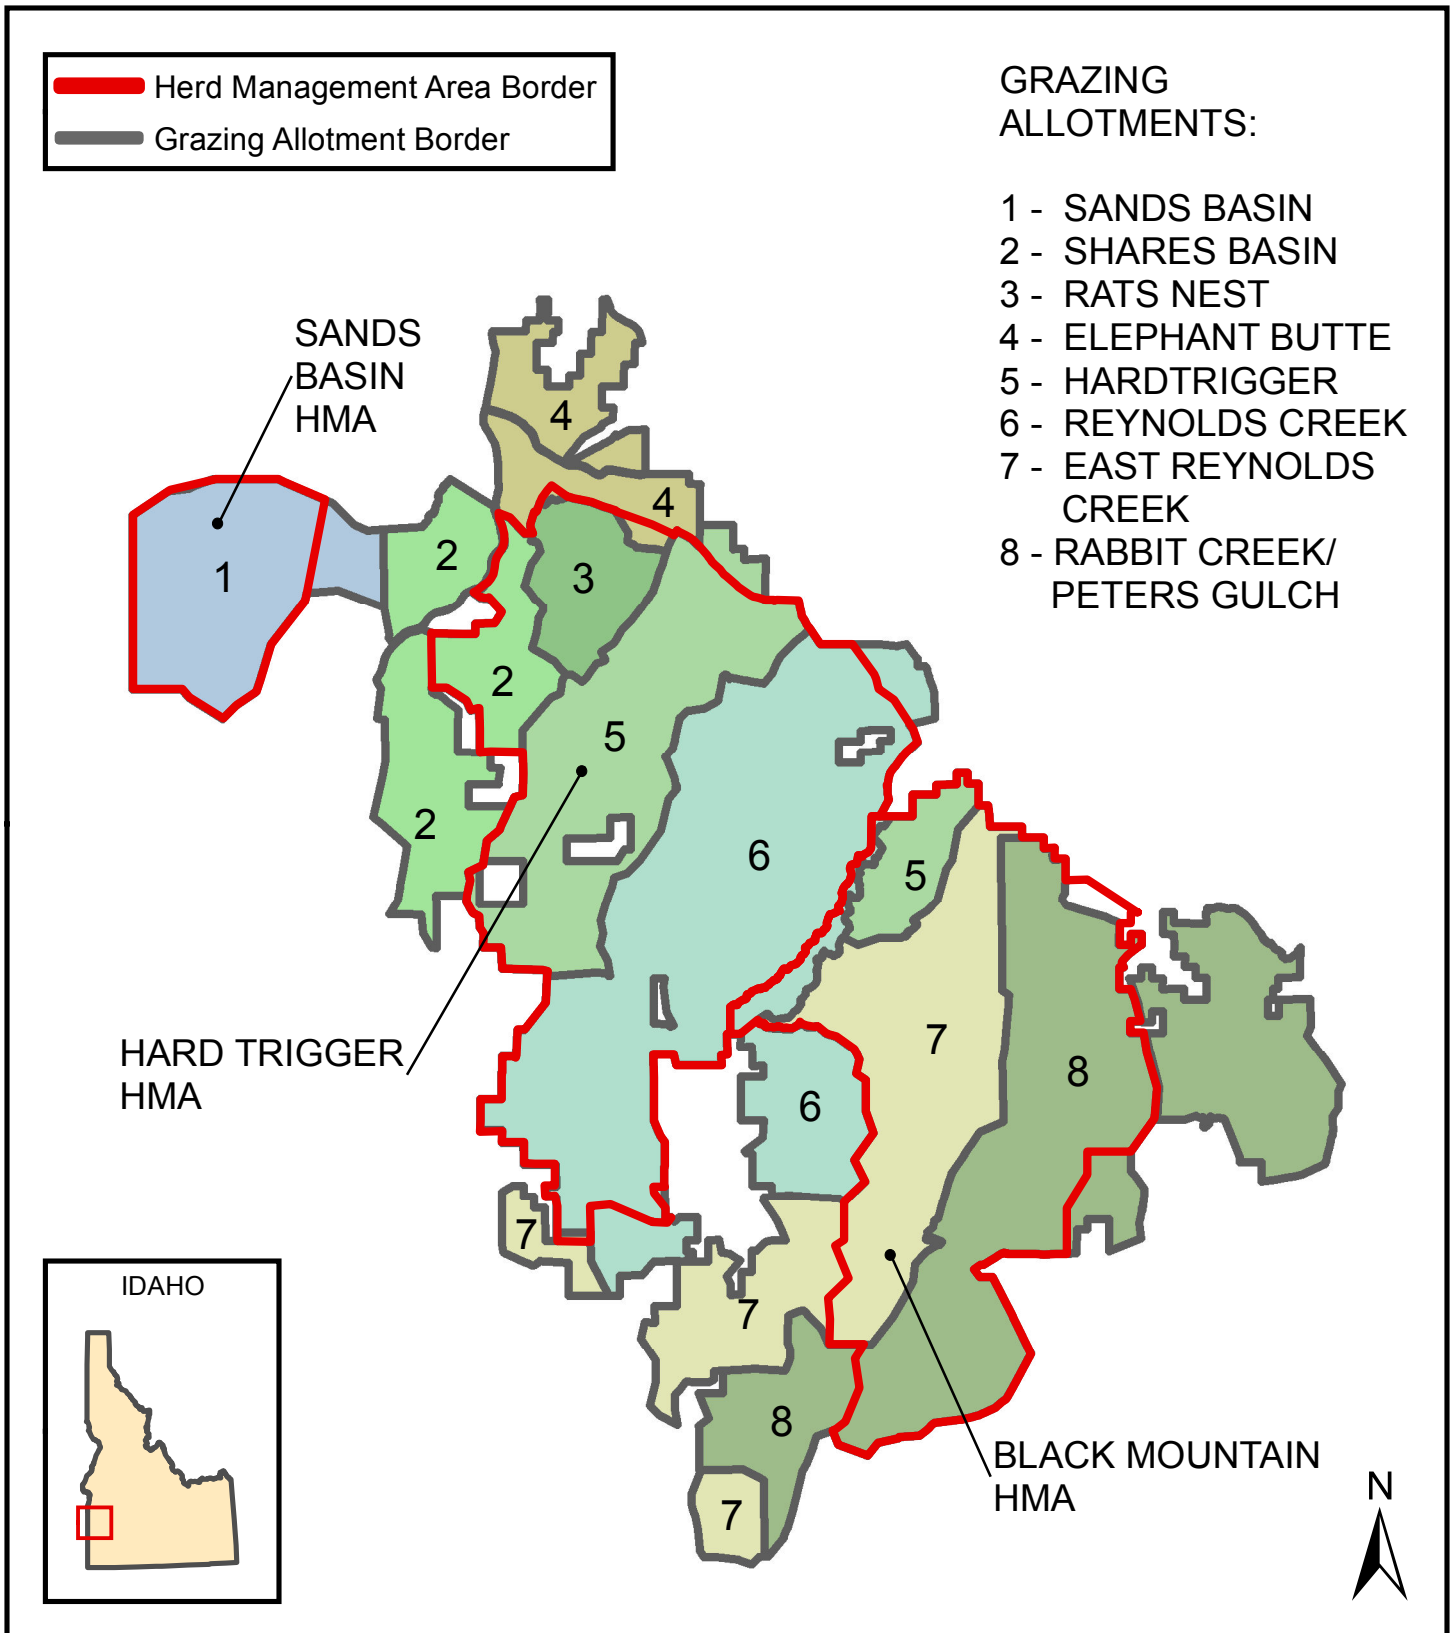 Herd Management Area Border
Grazing Allotment Border
GRAZING
ALLOTMENTS:
1 - SANDS BASIN
2 - SHARES BASIN
3 - RATS NEST
4 - ELEPHANT BUTTE
5 - HARDTRIGGER
6 - REYNOLDS CREEK
7 - EAST REYNOLDS
CREEK
8 - RABBIT CREEK/
PETERS GULCH
SANDS
BASIN
HMA
4
4
2
1
3
2
5
2
6
5
7
HARD TRIGGER
HMA
8
6
7
7
8
7
BLACK MOUNTAIN
HMA
IDAHO
N